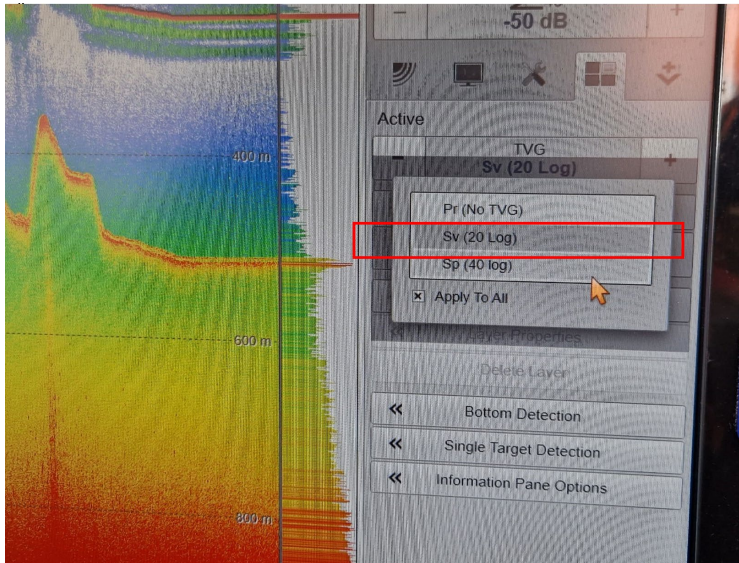 -50 dB
Active
TVG
Sv (20 Log)
Pr (No TVG)
Sv (20 Log)
Sp (40 log)
Apply To All
Layer Properties
Delete Layer
Bottom Detection
Single Target Detection
Information Pane Options
400 m
600 m
800 m